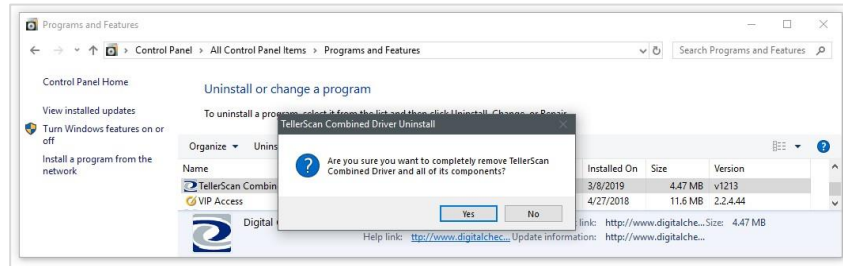 Programs and Features
Control Panel > All Control Panel Items > Programs and Features
Search Programs and Features
Control Panel Home
View installed updates
Turn Windows features on or
off
Install a program from the
network
Uninstall or change a program
To uninstall a program, select it from the list and then click Uninstall, Change, or Repair.
TellerScan Combined Driver Uninstall
Are you sure you want to completely remove TellerScan
Combined Driver and all of its components?
Yes No
Organize Unins
Name Installed On Size Version
TellerScan Combin 3/8/2019 4.47 MB v1213
VIP Access 4/27/2018 11.6 MB 2.2.4.44
Digital link: http://www.digitalche... Size: 4.47 MB
Help link: ttp://www.digitalchec... Update information: http://www.digitalche...